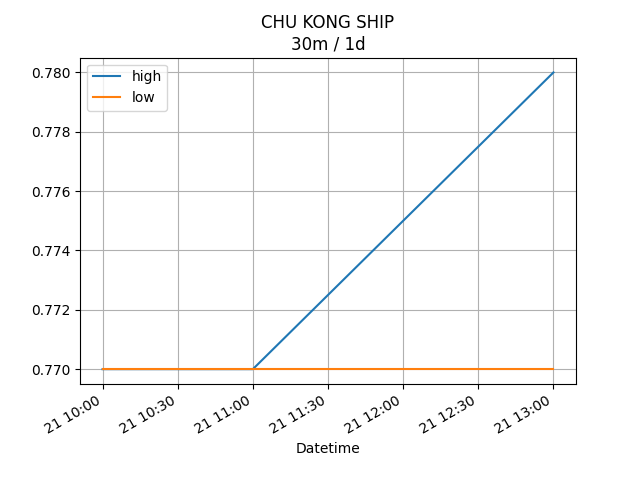 CHU KONG SHIP
30m / 1d
high
low
0.780
0.778
0.776
0.774
0.772
0.770
21 10:00
21 10:30
21 11:00
21 11:30
21 12:00
21 12:30
21 13:00
Datetime